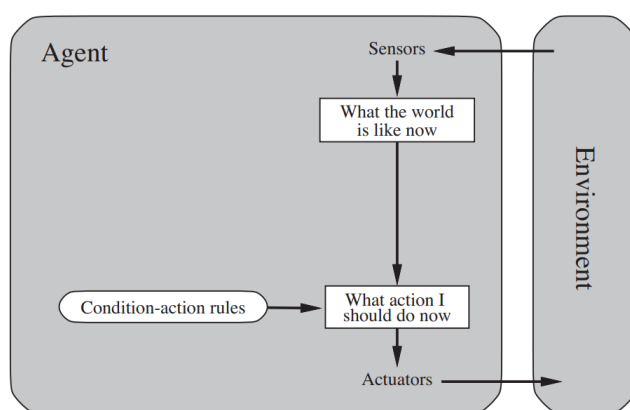 Agent
Sensors
What the world
is like now
Environment
Condition-action rules
What action I
should do now
Actuators